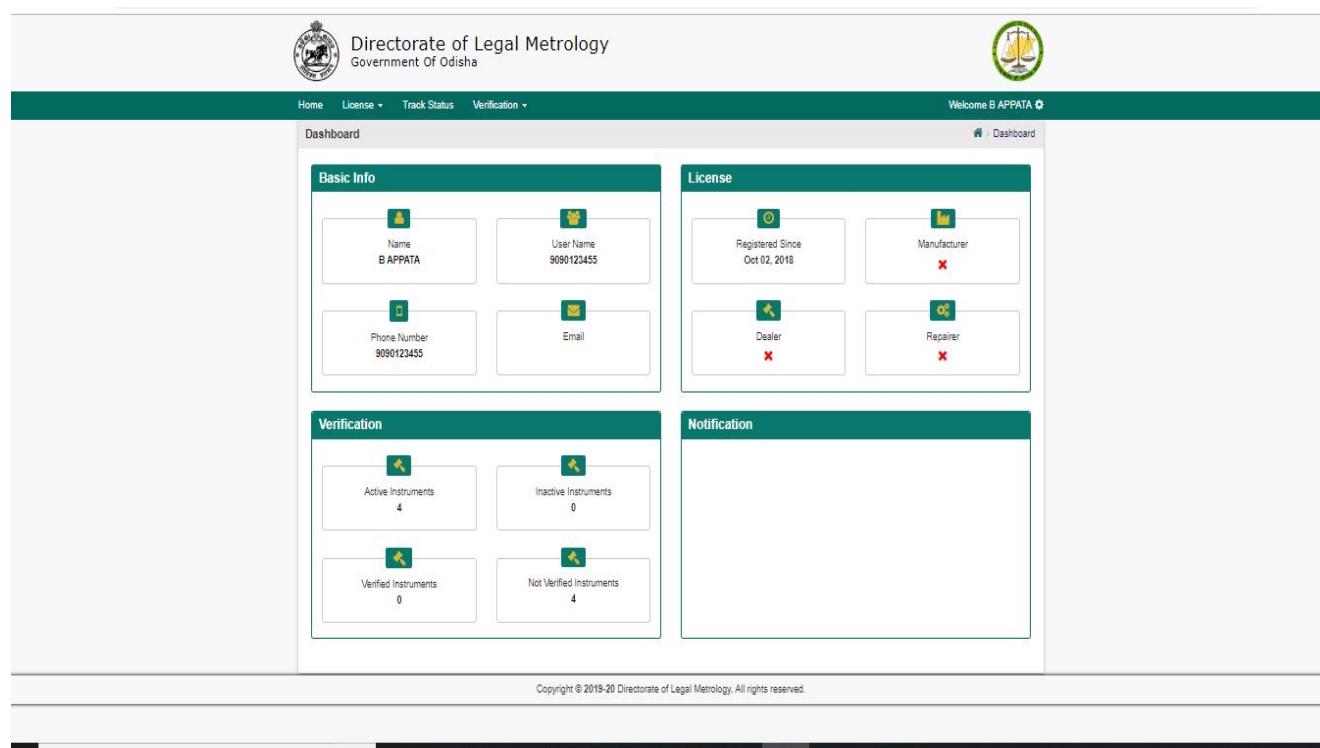 Directorate of Legal Metrology
Government Of Odisha
Home License Track Status Verification Welcome B APPATA
Dashboard Dashboard
Basic Info
Name
B APPATA
User Name
9090123455
Phone Number
9090123455
Email
License
Registered Since
Oct 02, 2018
Manufacturer
Dealer
Repairer
Verification
Active Instruments
4
Inactive Instruments
0
Verified Instruments
0
Not Verified Instruments
4
Notification
Copyright © 2019-20 Directorate of Legal Metrology, All rights reserved.